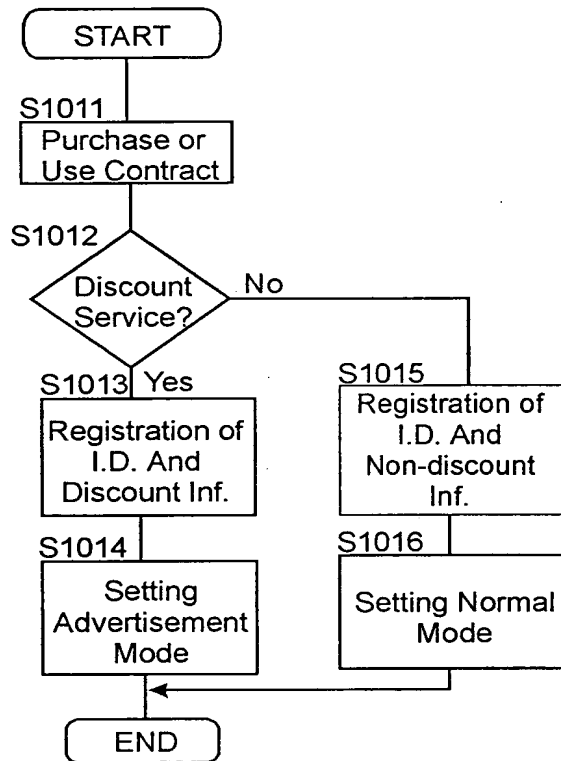 START
S1011
Purchase or
Use Contract
S1012
Discount
Service?
No
S1013
Yes
Registration of
I.D. And
Discount Inf.
S1014
Setting
Advertisement
Mode
S1015
Registration of
I.D. And
Non-discount
Inf.
S1016
Setting Normal
Mode
END